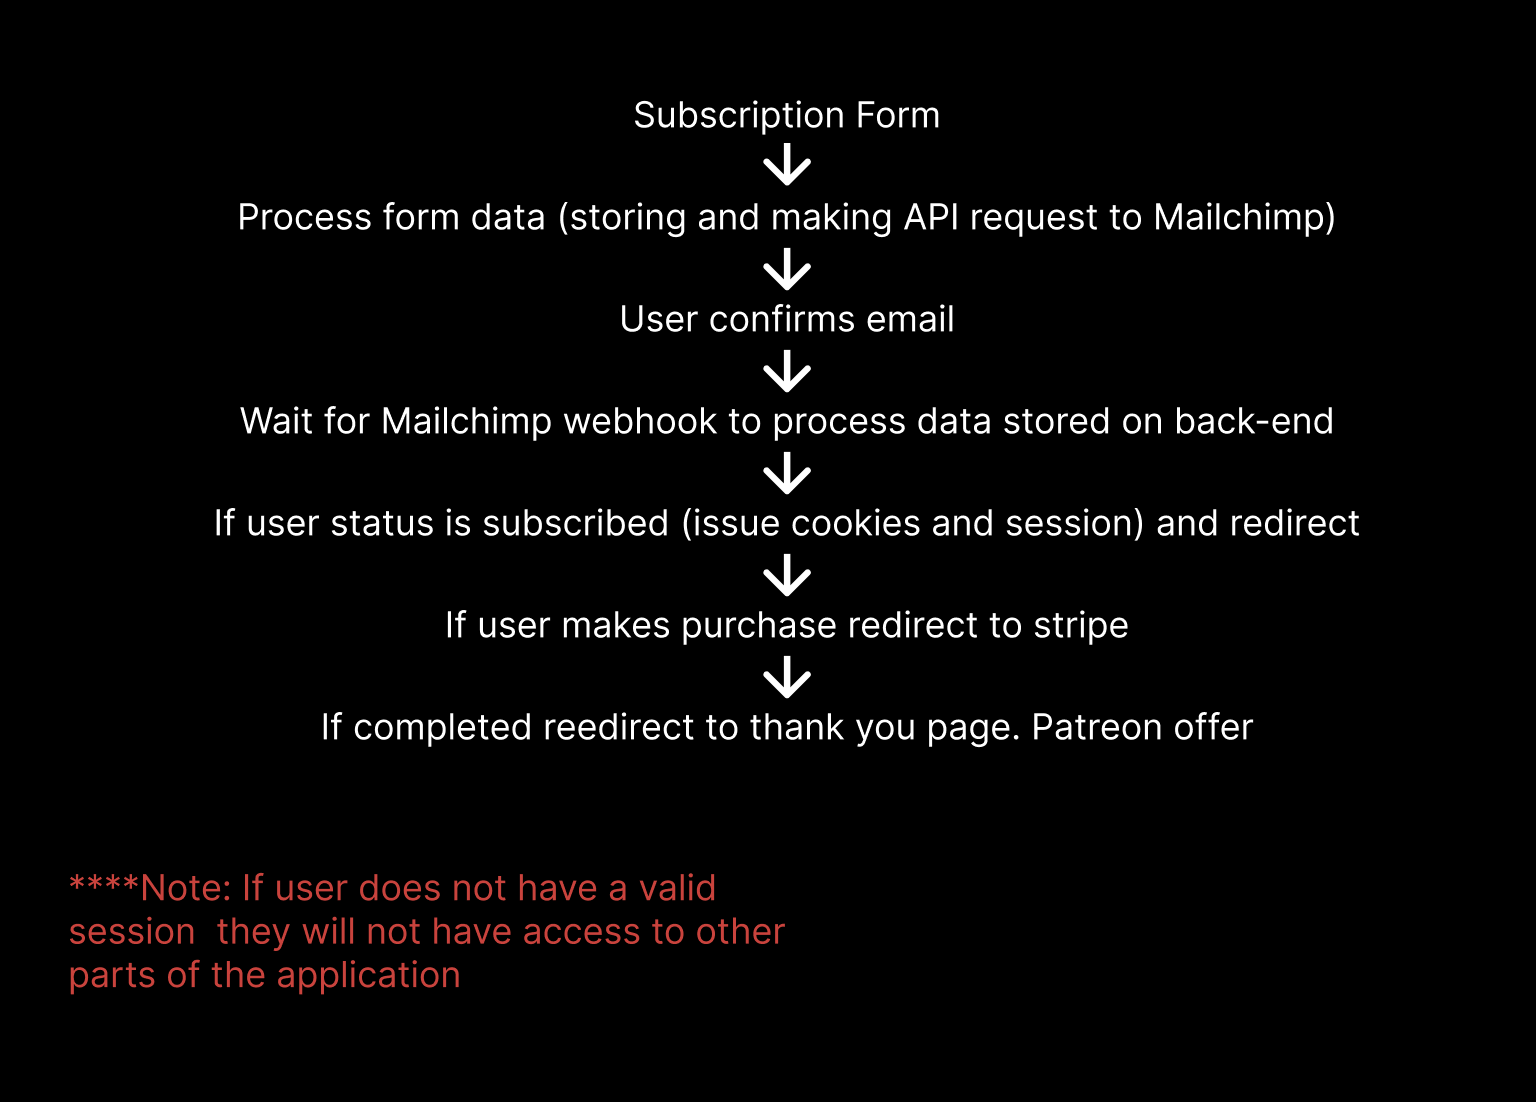 Subscription Form
Process form data (storing and making API request to Mailchimp)
User confirms email
Wait for Mailchimp webhook to process data stored on back-end
If user status is subscribed (issue cookies and session) and redirect
If user makes purchase redirect to stripe
If completed reedirect to thank you page. Patreon offer
****Note: If user does not have a valid
session  they will not have access to other
parts of the application